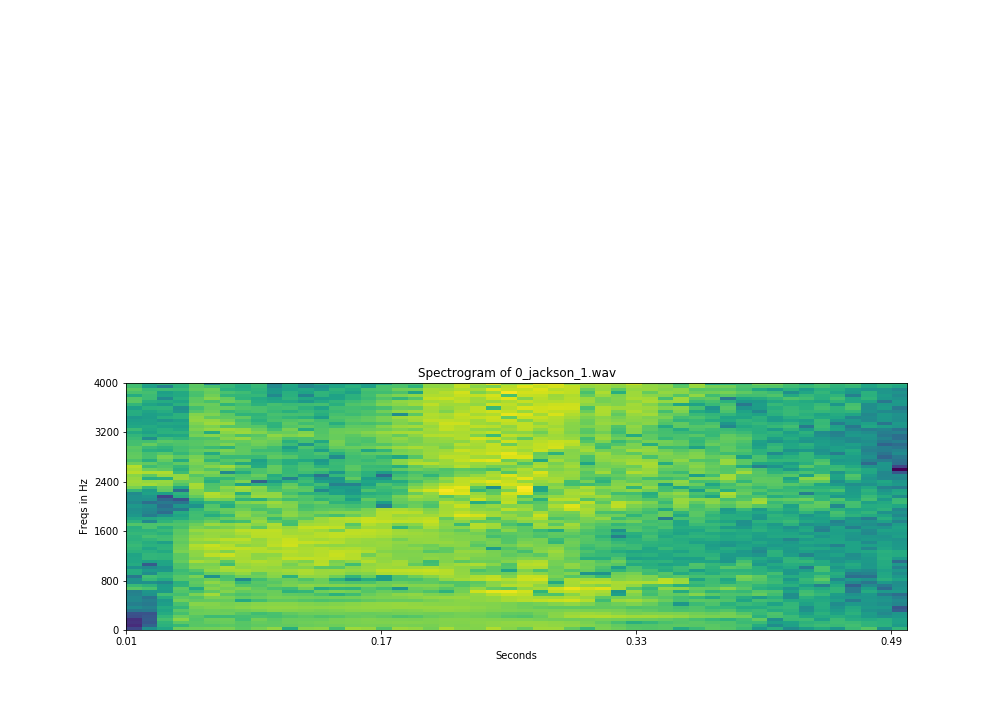 Spectrogram of 0_jackson_1.wav
4000
3200
2400
1600
800
0
Freqs in Hz
0.01 0.17 0.33 0.49
Seconds